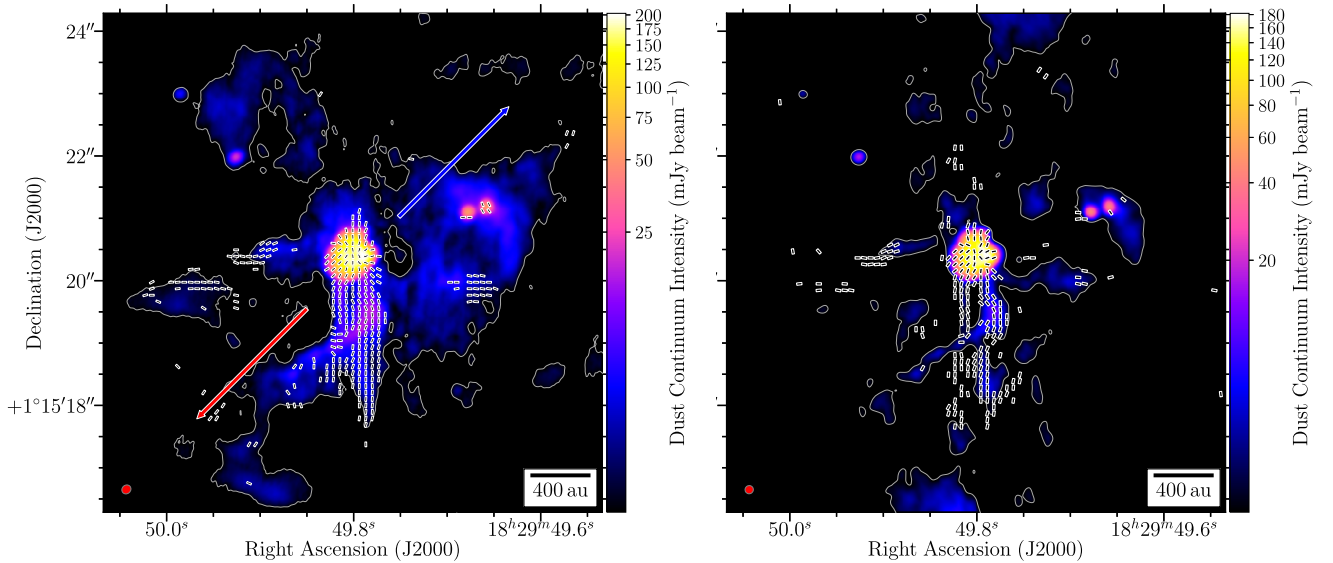 24″
22″
20″
+1°15′18″
Declination (J2000)
50.0ˢ
49.8ˢ
18ʰ29ᵐ49.6ˢ
Right Ascension (J2000)
400 au
200
175
150
125
100
75
50
25
Dust Continuum Intensity (mJy beam⁻¹)
50.0ˢ
49.8ˢ
18ʰ29ᵐ49.6ˢ
Right Ascension (J2000)
400 au
180
160
140
120
100
80
60
40
20
Dust Continuum Intensity (mJy beam⁻¹)